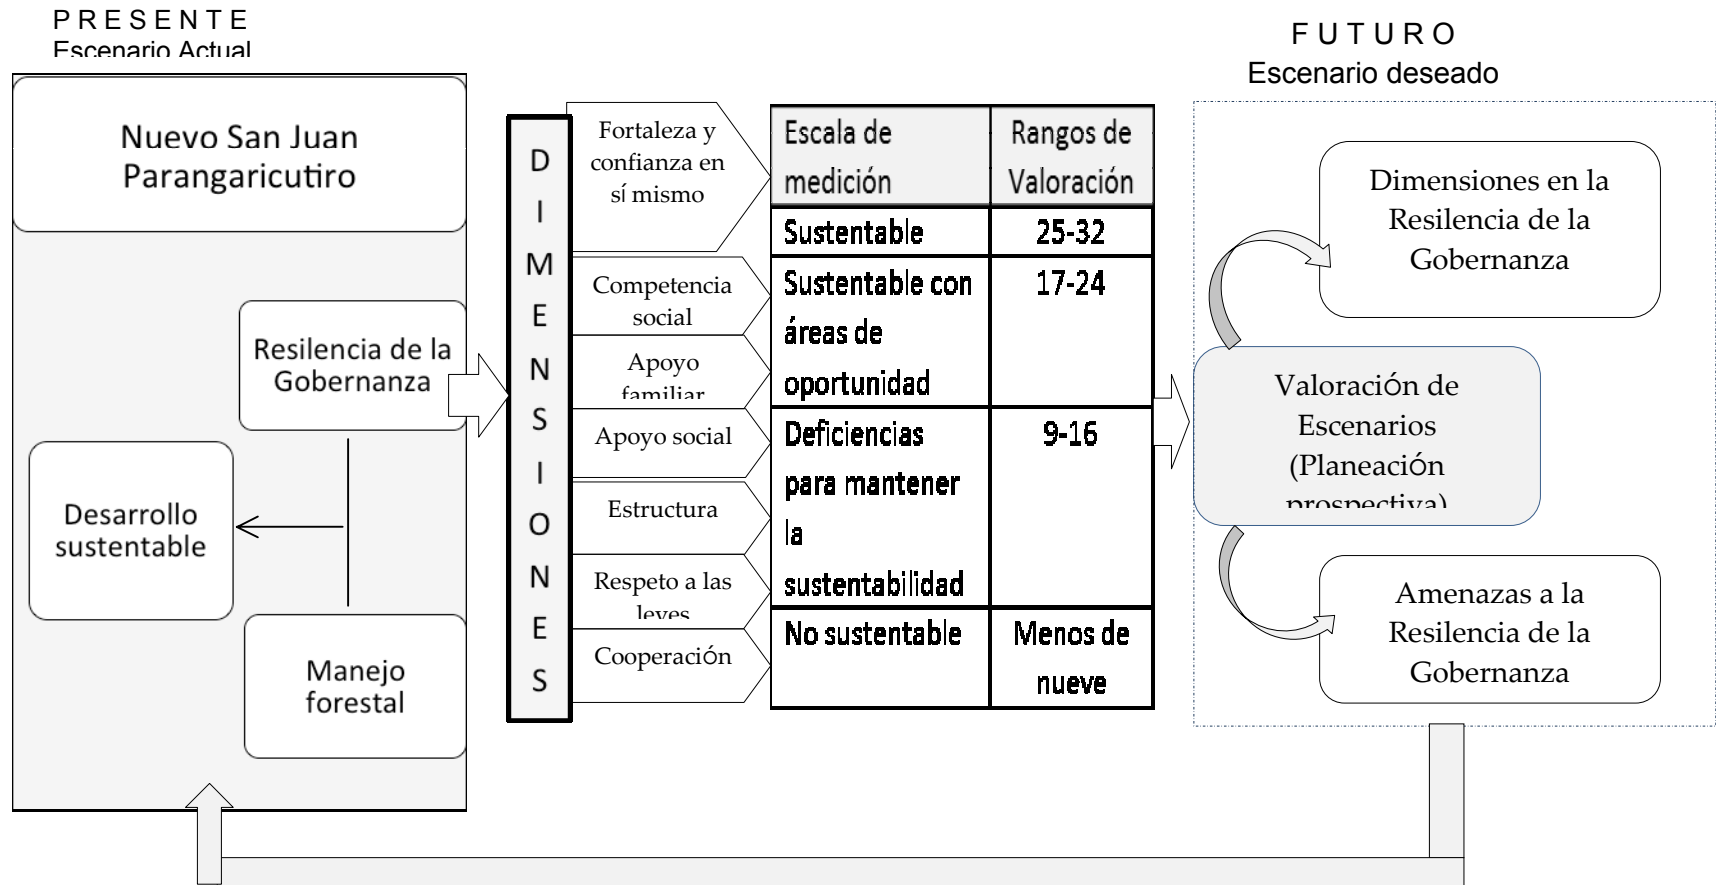 P R E S E N T E
Escenario Actual
Nuevo San Juan
Parangaricutiro
Resilencia de la
Gobernanza
Desarrollo
sustentable
Manejo
forestal
D
I
M
E
N
S
I
O
N
E
S
Fortaleza y
confianza en
sí mismo
Competencia
social
Apoyo
familiar
Apoyo social
Estructura
Respeto a las
leyes
Cooperación
Escala de
medición
Rangos de
Valoración
Sustentable
25-32
Sustentable con
áreas de
oportunidad
17-24
Deficiencias
para mantener
la
sustentabilidad
9-16
No sustentable
Menos de
nueve
F U T U R O
Escenario deseado
Dimensiones en la
Resilencia de la
Gobernanza
Valoración de
Escenarios
(Planeación
prospectiva)
Amenazas a la
Resilencia de la
Gobernanza